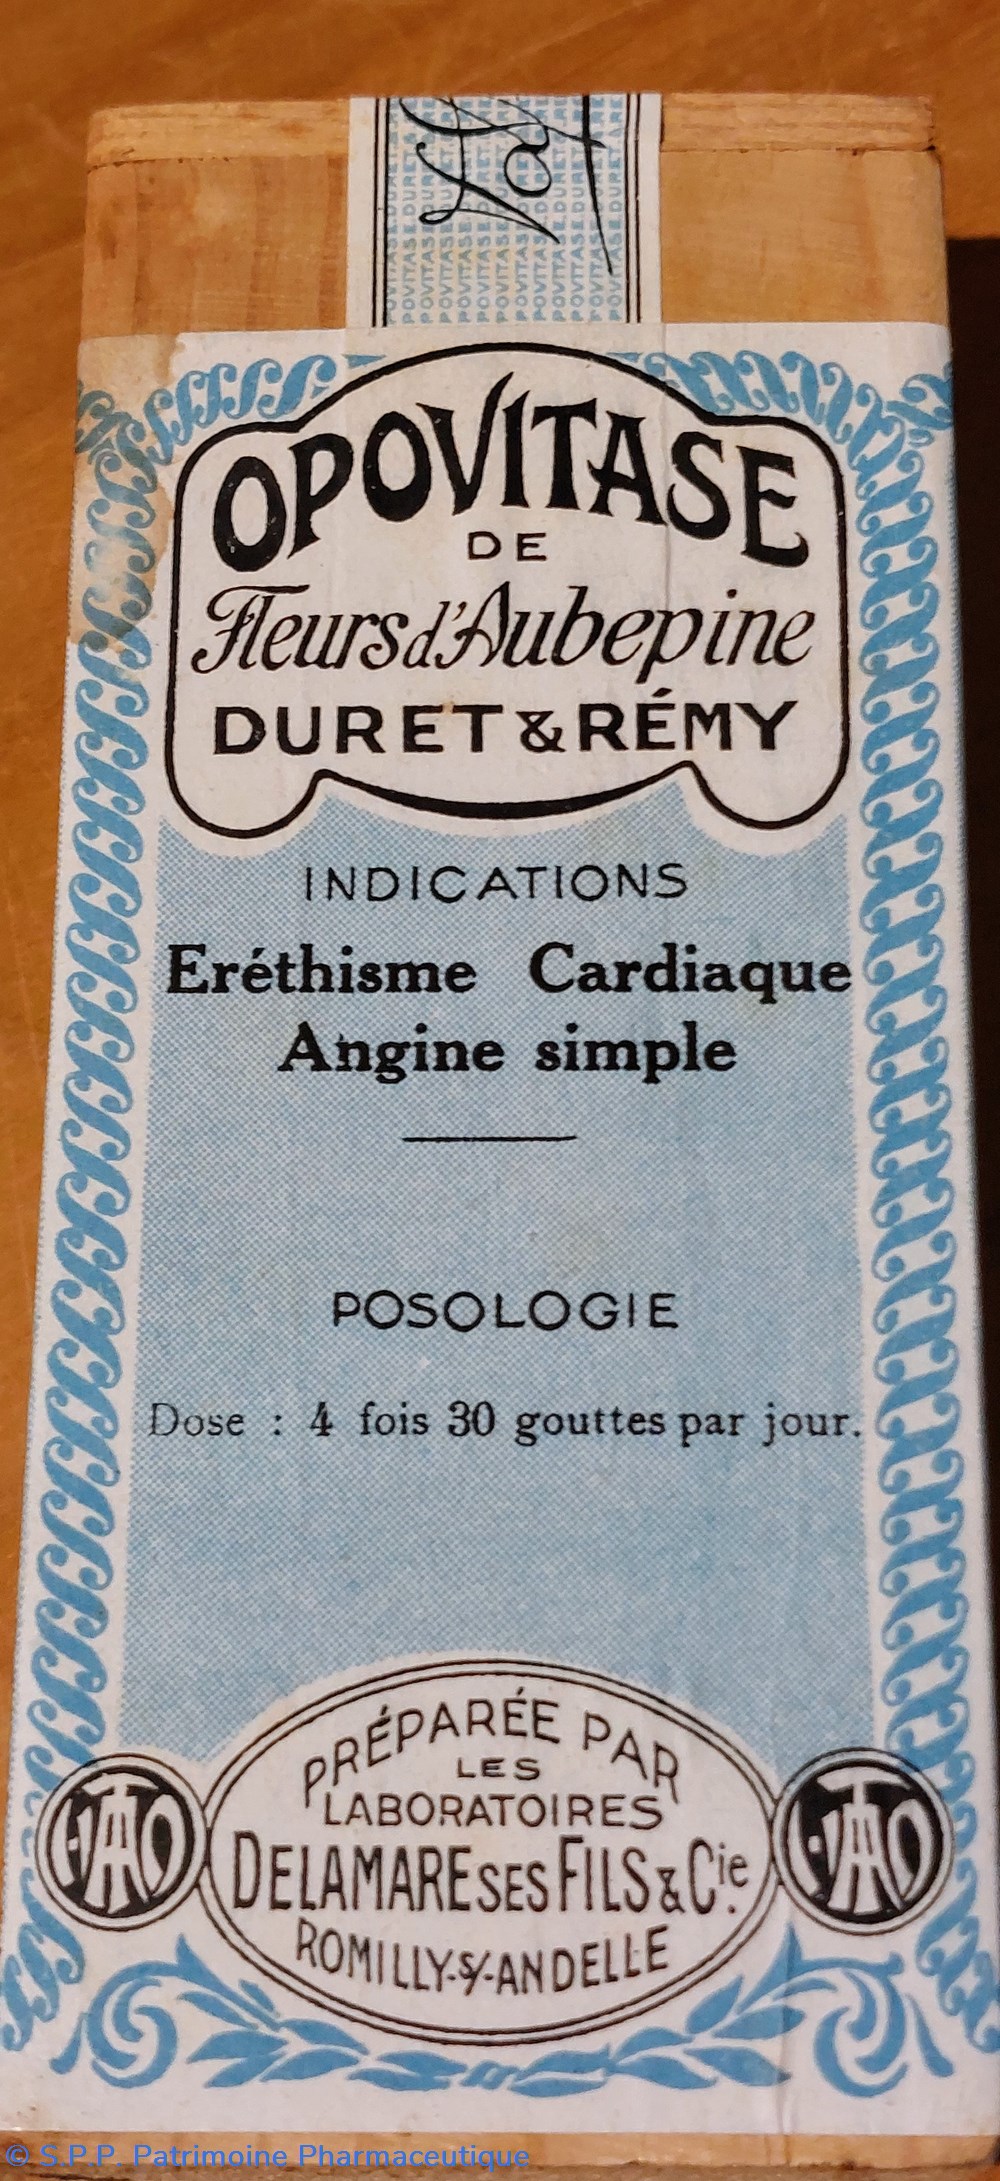 OPOVITASE
DE
Fleurs d'Aubepine
DURET & RÉMY
INDICATIONS
Eréthisme Cardiaque
Angine simple
POSOLOGIE
Dose : 4 fois 30 gouttes par jour.
PRÉPARÉE PAR
LES
LABORATOIRES
DELAMARE SES FILS & Cie.
ROMILLY-S/-ANDELLE
© S.P.P. Patrimoine Pharmaceutique